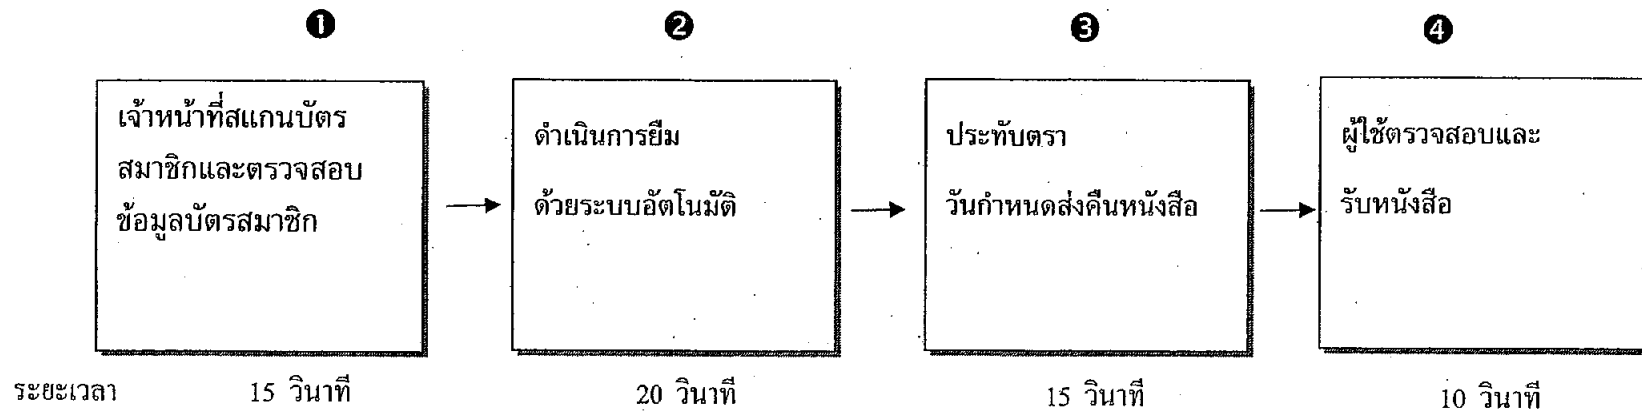 ❶ ❷ ❸ ❹
เจ้าหน้าที่สแกนบัตร
สมาชิกและตรวจสอบ
ข้อมูลบัตรสมาชิก
ดำเนินการยืม
ด้วยระบบอัตโนมัติ
ประทับตรา
วันกำหนดส่งคืนหนังสือ
ผู้ใช้ตรวจสอบและ
รับหนังสือ
ระยะเวลา 15 วินาที 20 วินาที 15 วินาที 10 วินาที